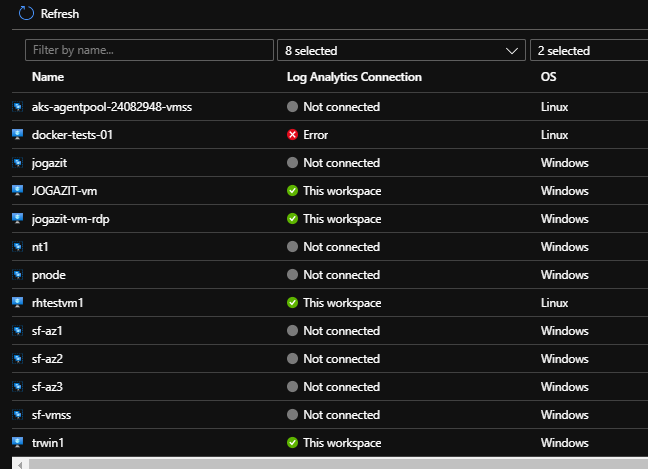 Refresh
Filter by name... 8 selected 2 selected
Name Log Analytics Connection OS
aks-agentpool-24082948-vmss Not connected Linux
docker-tests-01 Error Linux
jogazit Not connected Windows
JOGAZIT-vm This workspace Windows
jogazit-vm-rdp This workspace Windows
nt1 Not connected Windows
pnode Not connected Windows
rhtestvm1 This workspace Linux
sf-az1 Not connected Windows
sf-az2 Not connected Windows
sf-az3 Not connected Windows
sf-vmss Not connected Windows
trwin1 This workspace Windows